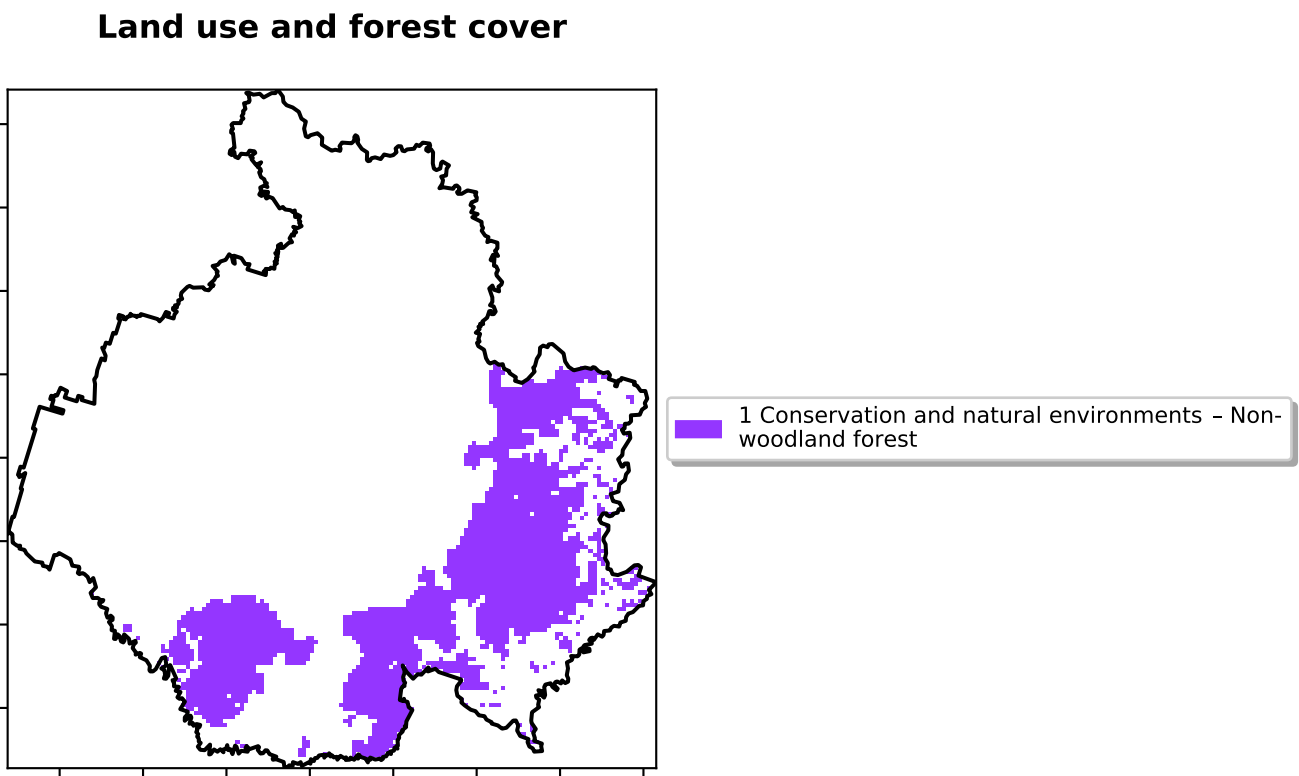 Land use and forest cover
1 Conservation and natural environments – Non-
woodland forest